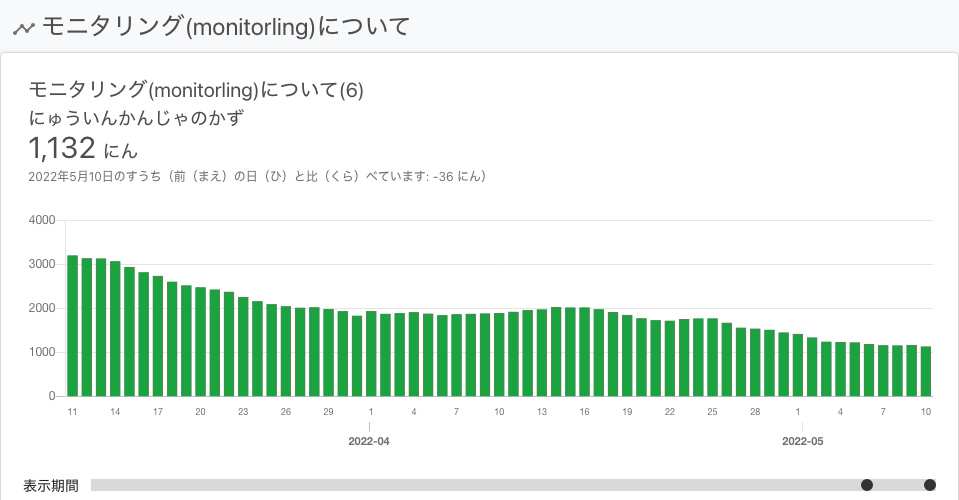 モニタリング(monitorling)について
モニタリング(monitorling)について(6)
にゅういんかんじゃのかず
1,132 にん
2022年5月10日のすうち（前（まえ）の日（ひ）と比（くら）べています: -36 にん）
4000
3000
2000
1000
0
11 14 17 20 23 26 29 1 4 7 10 13 16 19 22 25 28 1 4 7 10
2022-04 2022-05
表示期間